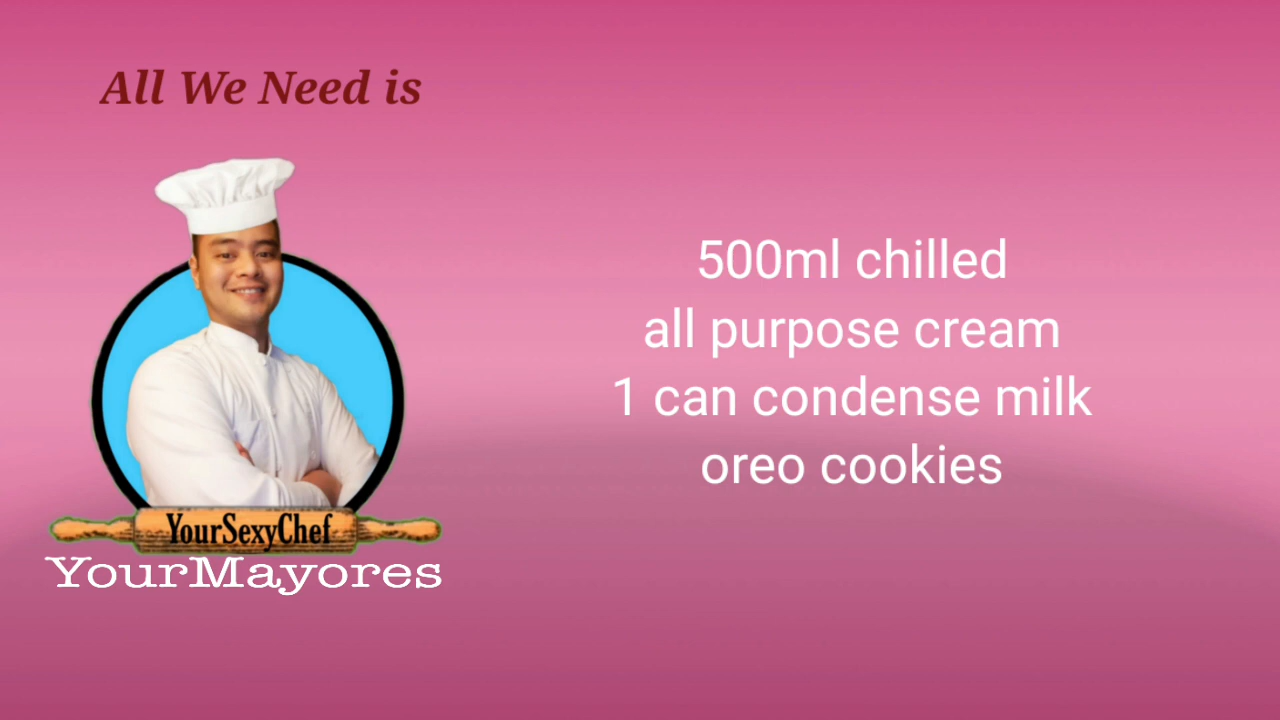 All We Need is
YourSexyChef
YourMayores
500ml chilled
all purpose cream
1 can condense milk
oreo cookies